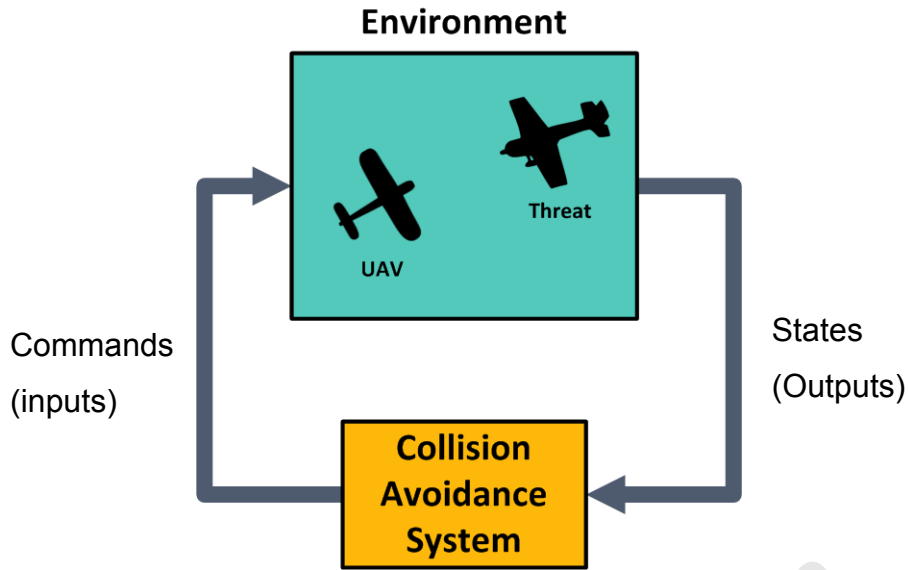 Environment
Threat
UAV
Commands
(inputs)
States
(Outputs)
Collision
Avoidance
System